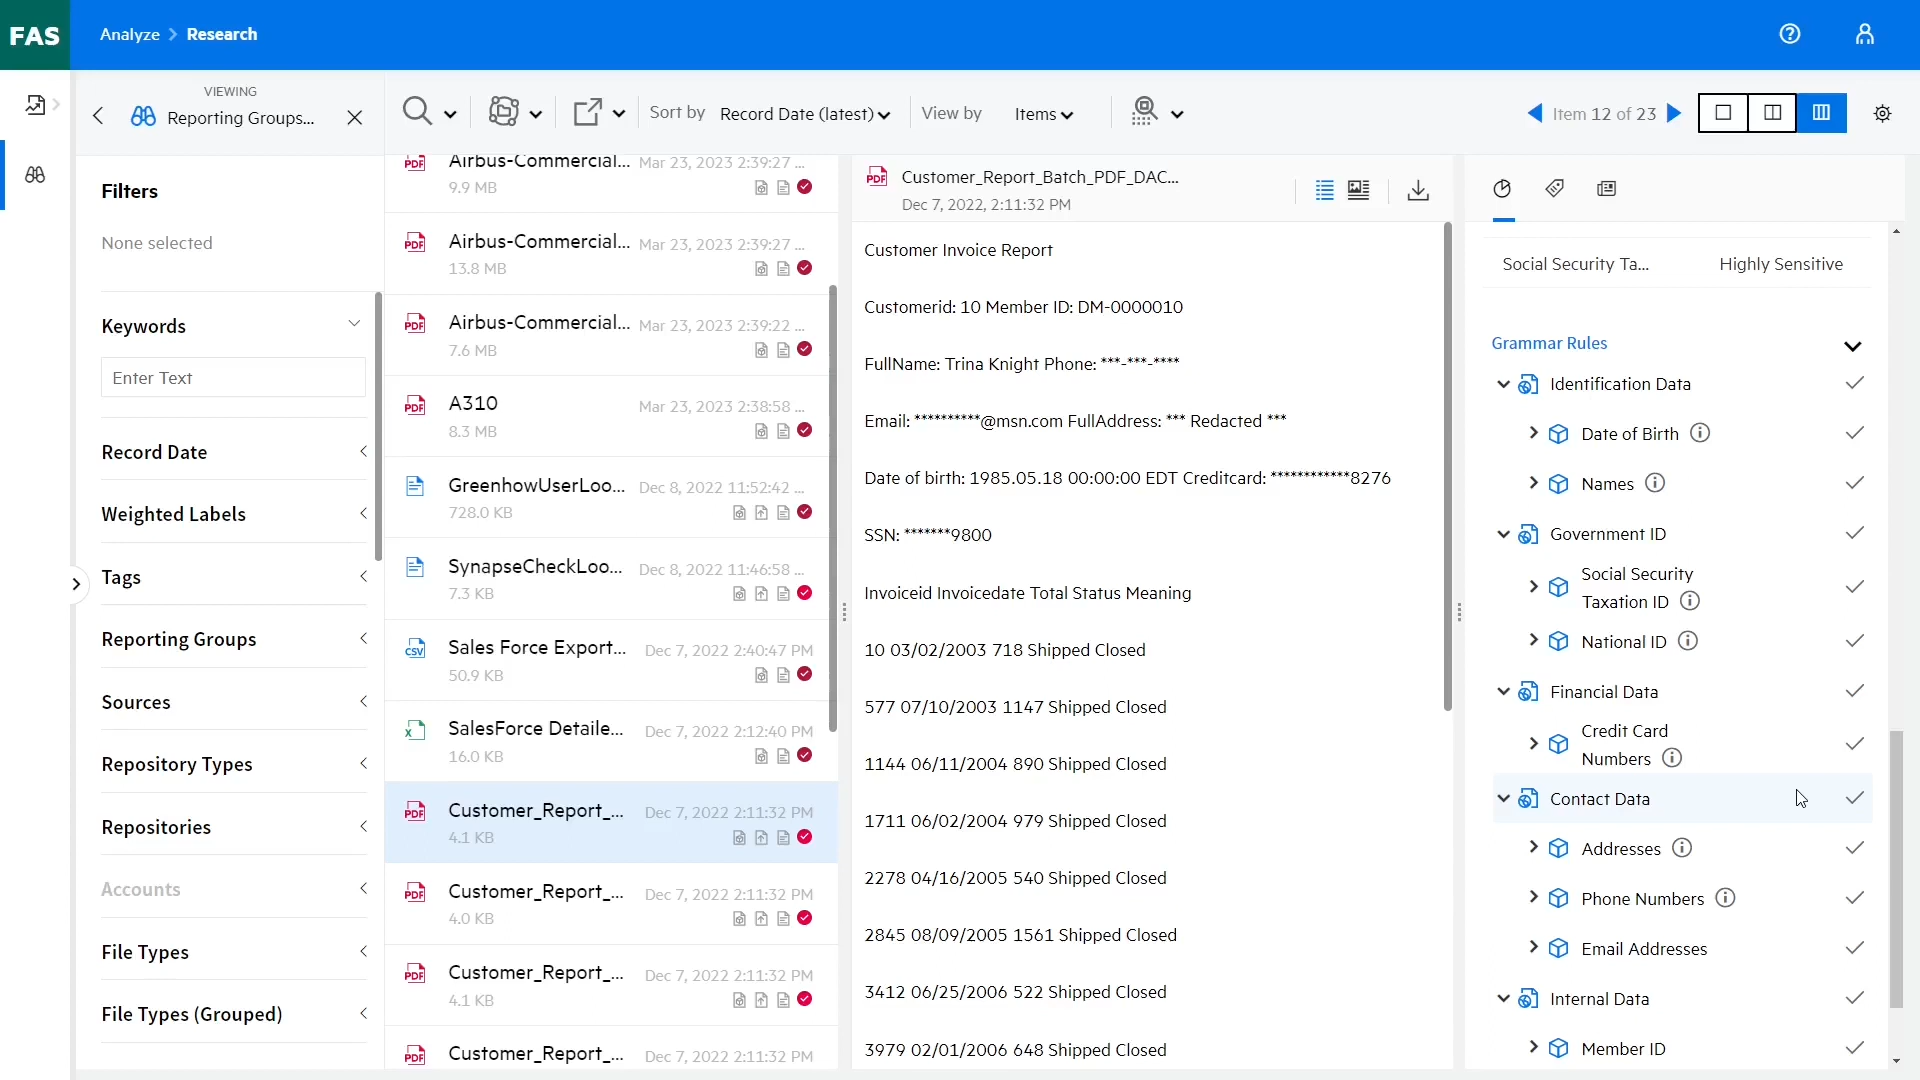 FAS
Analyze > Research
VIEWING
Reporting Groups...
Sort by Record Date (latest)
View by Items
Item 12 of 23
Filters
None selected
Keywords
Enter Text
Record Date
Weighted Labels
Tags
Reporting Groups
Sources
Repository Types
Repositories
Accounts
File Types
File Types (Grouped)
PDF Airbus-Commercial... Mar 23, 2023 2:39:27 ...
9.9 MB
PDF Airbus-Commercial... Mar 23, 2023 2:39:27 ...
13.8 MB
PDF Airbus-Commercial... Mar 23, 2023 2:39:22 ...
7.6 MB
PDF A310 Mar 23, 2023 2:38:58 ...
8.3 MB
GreenhowUserLoo... Dec 8, 2022 11:52:42 ...
728.0 KB
SynapseCheckLoo... Dec 8, 2022 11:46:58 ...
7.3 KB
CSV Sales Force Export... Dec 7, 2022 2:40:47 PM
50.9 KB
X SalesForce Detaile... Dec 7, 2022 2:12:40 PM
16.0 KB
PDF Customer_Report_... Dec 7, 2022 2:11:32 PM
4.1 KB
PDF Customer_Report_... Dec 7, 2022 2:11:32 PM
4.0 KB
PDF Customer_Report_... Dec 7, 2022 2:11:32 PM
4.1 KB
PDF Customer_Report_... Dec 7, 2022 2:11:32 PM
PDF Customer_Report_Batch_PDF_DAC...
Dec 7, 2022, 2:11:32 PM
Customer Invoice Report
Customerid: 10 Member ID: DM-0000010
FullName: Trina Knight Phone: ***-***-****
Email: **********@msn.com FullAddress: *** Redacted ***
Date of birth: 1985.05.18 00:00:00 EDT Creditcard: ************8276
SSN: *******9800
Invoiceid Invoicedate Total Status Meaning
10 03/02/2003 718 Shipped Closed
577 07/10/2003 1147 Shipped Closed
1144 06/11/2004 890 Shipped Closed
1711 06/02/2004 979 Shipped Closed
2278 04/16/2005 540 Shipped Closed
2845 08/09/2005 1561 Shipped Closed
3412 06/25/2006 522 Shipped Closed
3979 02/01/2006 648 Shipped Closed
Social Security Ta... Highly Sensitive
Grammar Rules
Identification Data
Date of Birth
Names
Government ID
Social Security
Taxation ID
National ID
Financial Data
Credit Card
Numbers
Contact Data
Addresses
Phone Numbers
Email Addresses
Internal Data
Member ID